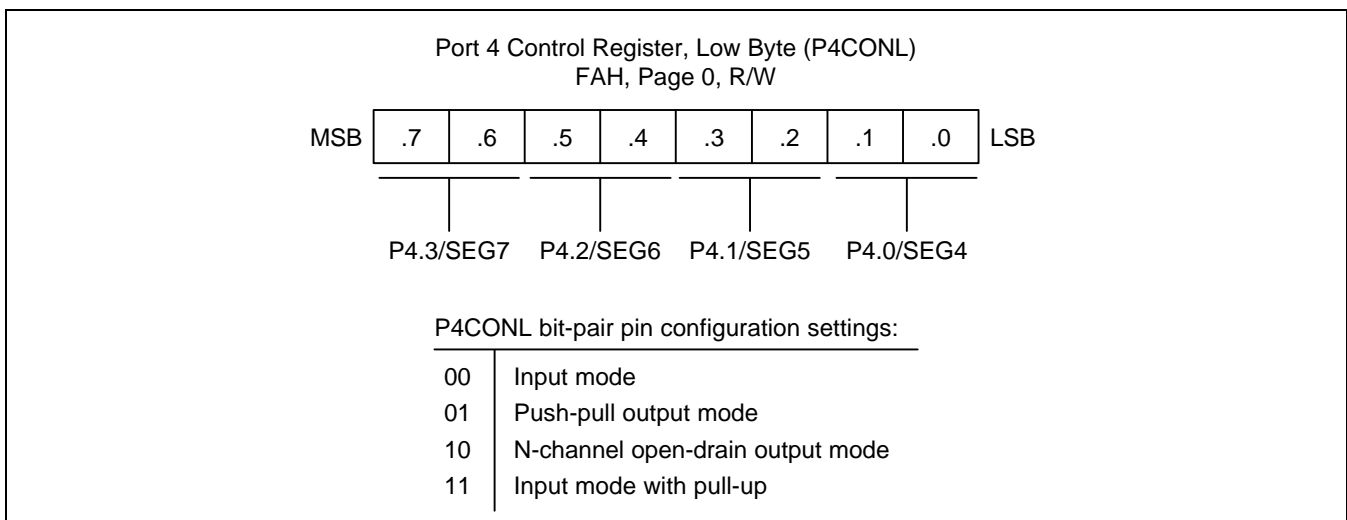 Port 4 Control Register, Low Byte (P4CONL)
FAH, Page 0, R/W
MSB .7 .6 .5 .4 .3 .2 .1 .0 LSB
P4.3/SEG7 P4.2/SEG6 P4.1/SEG5 P4.0/SEG4
P4CONL bit-pair pin configuration settings:
00 Input mode
01 Push-pull output mode
10 N-channel open-drain output mode
11 Input mode with pull-up